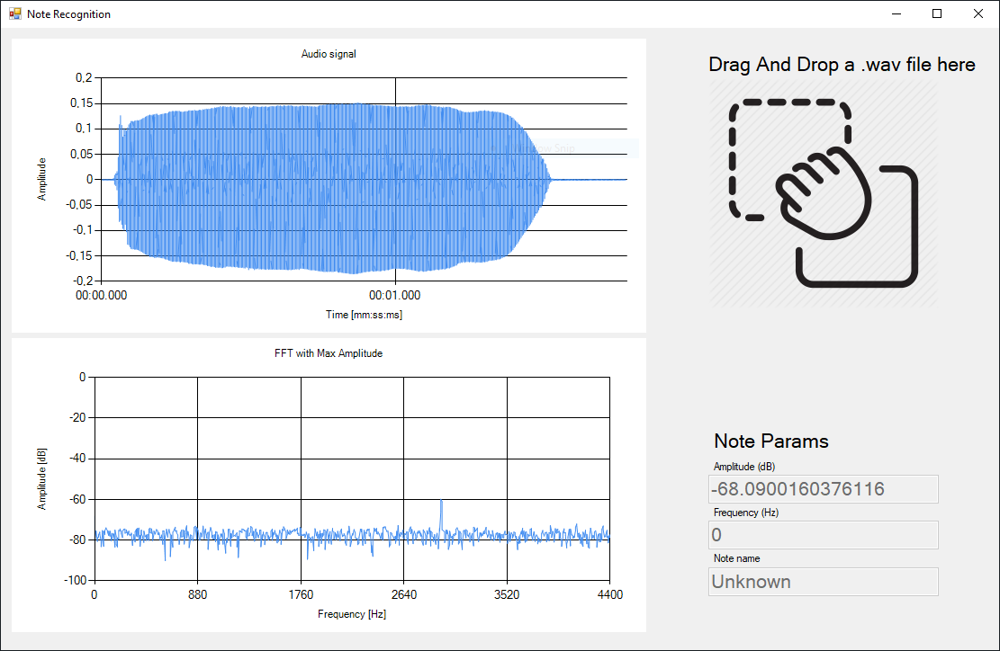 Note Recognition
Audio signal
0,2
0,15
0,1
0,05
0
-0,05
-0,1
-0,15
-0,2
Amplitude
00:00.000
00:01.000
Time [mm:ss:ms]
FFT with Max Amplitude
0
-20
-40
-60
-80
-100
Amplitude [dB]
0
880
1760
2640
3520
4400
Frequency [Hz]
Drag And Drop a .wav file here
Note Params
Amplitude (dB)
-68.0900160376116
Frequency (Hz)
0
Note name
Unknown